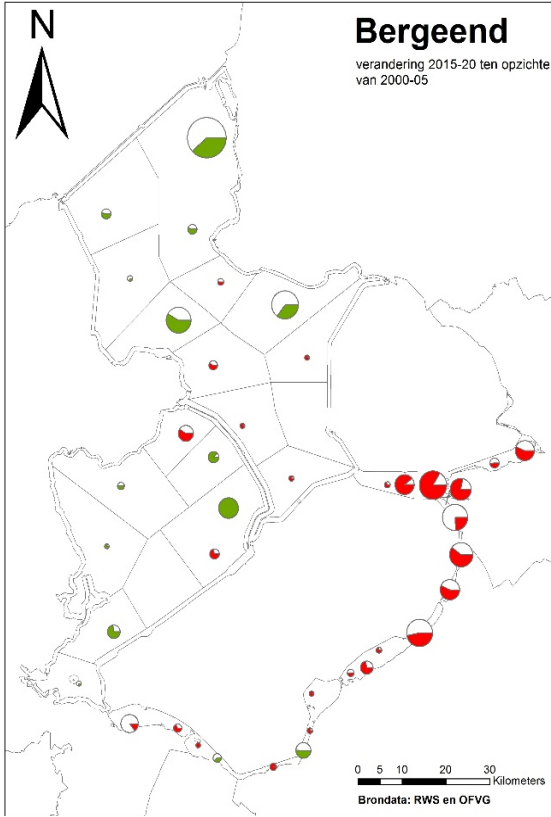 N
Bergeend
verandering 2015-20 ten opzichte
van 2000-05
0 5 10 20 30
Kilometers
Brondata: RWS en OFVG